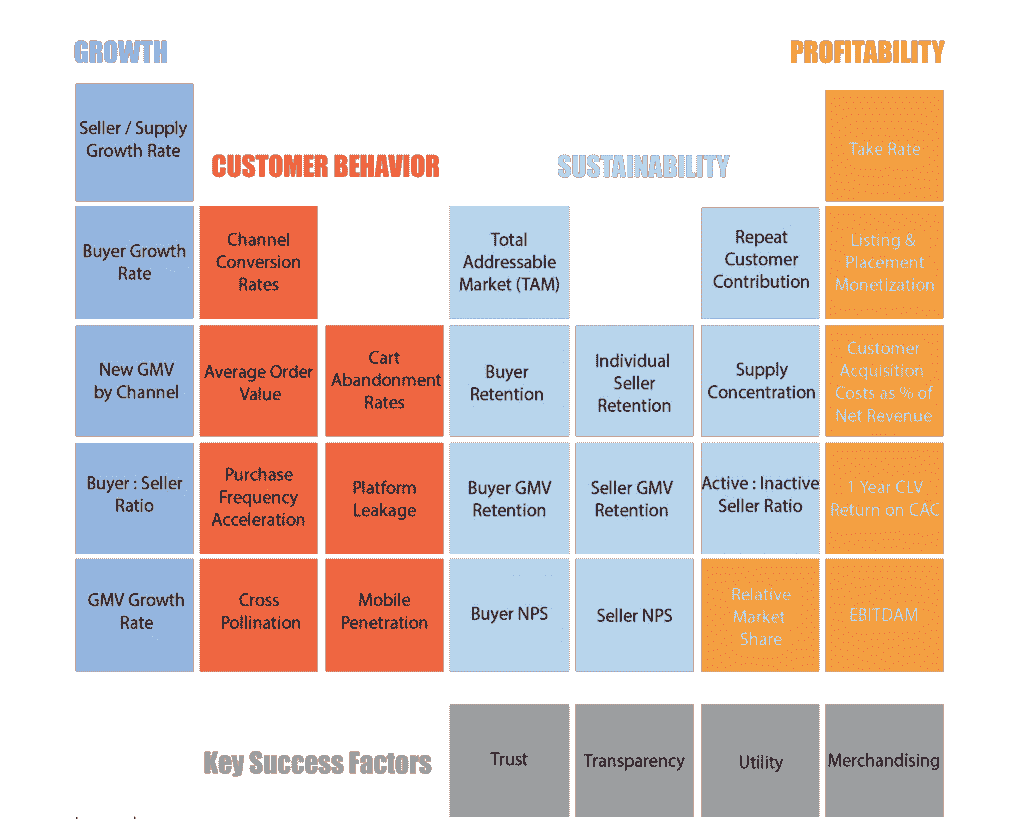 GROWTH
PROFITABILITY
Seller / Supply
Growth Rate
Take Rate
CUSTOMER BEHAVIOR
SUSTAINABILITY
Buyer Growth
Rate
Channel
Conversion
Rates
Total
Addressable
Market (TAM)
Repeat
Customer
Contribution
Listing &
Placement
Monetization
New GMV
by Channel
Average Order
Value
Cart
Abandonment
Rates
Buyer
Retention
Individual
Seller
Retention
Supply
Concentration
Customer
Acquisition
Costs as % of
Net Revenue
Buyer : Seller
Ratio
Purchase
Frequency
Acceleration
Platform
Leakage
Buyer GMV
Retention
Seller GMV
Retention
Active : Inactive
Seller Ratio
1 Year CLV
Return on CAC
GMV Growth
Rate
Cross
Pollination
Mobile
Penetration
Buyer NPS
Seller NPS
Relative
Market
Share
EBITDAM
Key Success Factors
Trust
Transparency
Utility
Merchandising